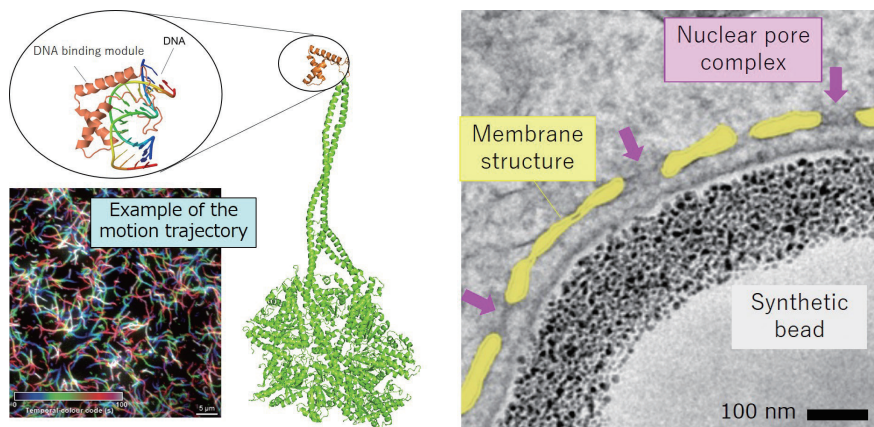 DNA binding module
DNA
Example of the
motion trajectory
0
100
Temporal colour code (s)
5 μm
Nuclear pore
complex
Membrane
structure
Synthetic
bead
100 nm